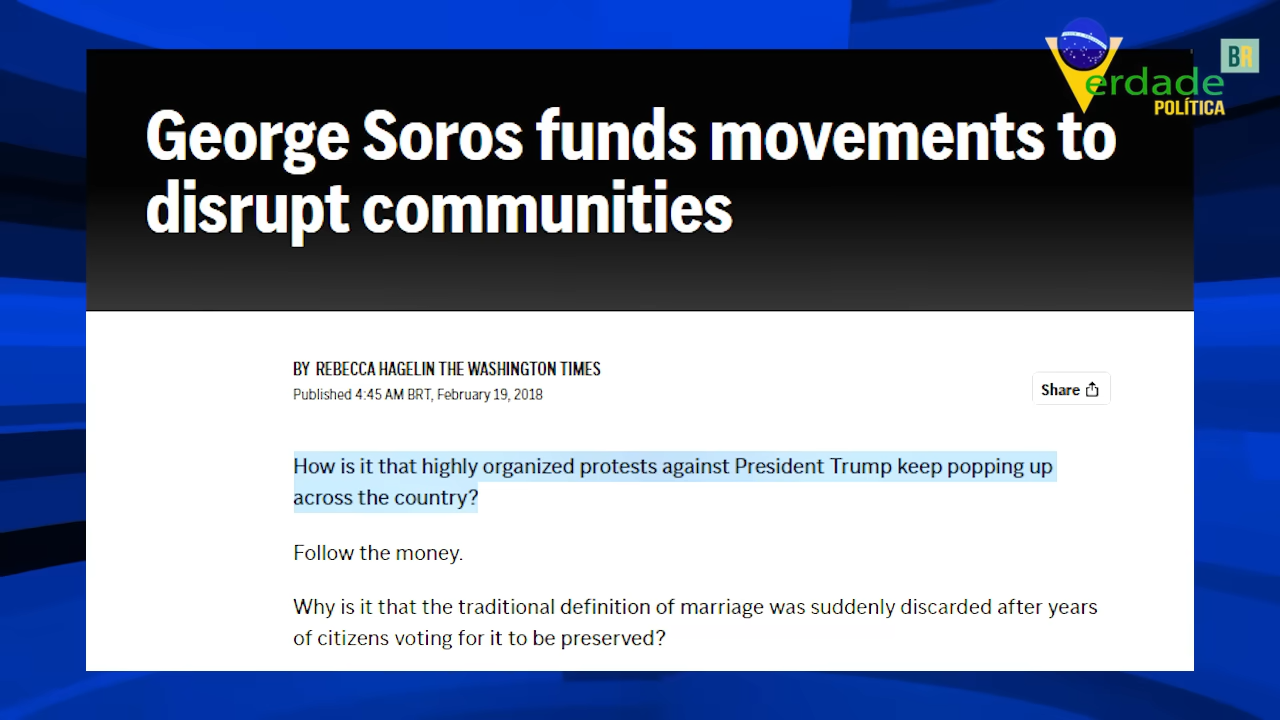 Verdade
POLÍTICA
BR
George Soros funds movements to
disrupt communities
BY REBECCA HAGELIN THE WASHINGTON TIMES
Published 4:45 AM BRT, February 19, 2018
Share
How is it that highly organized protests against President Trump keep popping up
across the country?
Follow the money.
Why is it that the traditional definition of marriage was suddenly discarded after years
of citizens voting for it to be preserved?